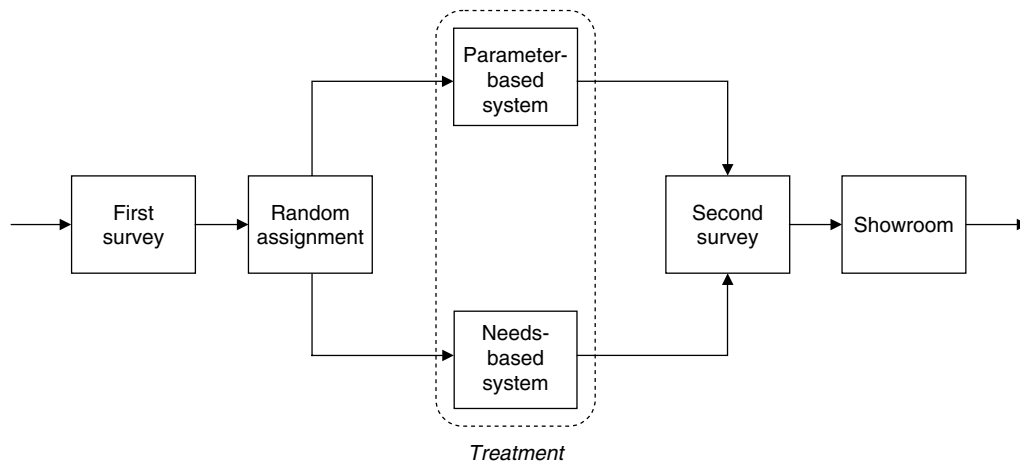 Parameter-
based
system
First
survey
Random
assignment
Second
survey
Showroom
Needs-
based
system
Treatment